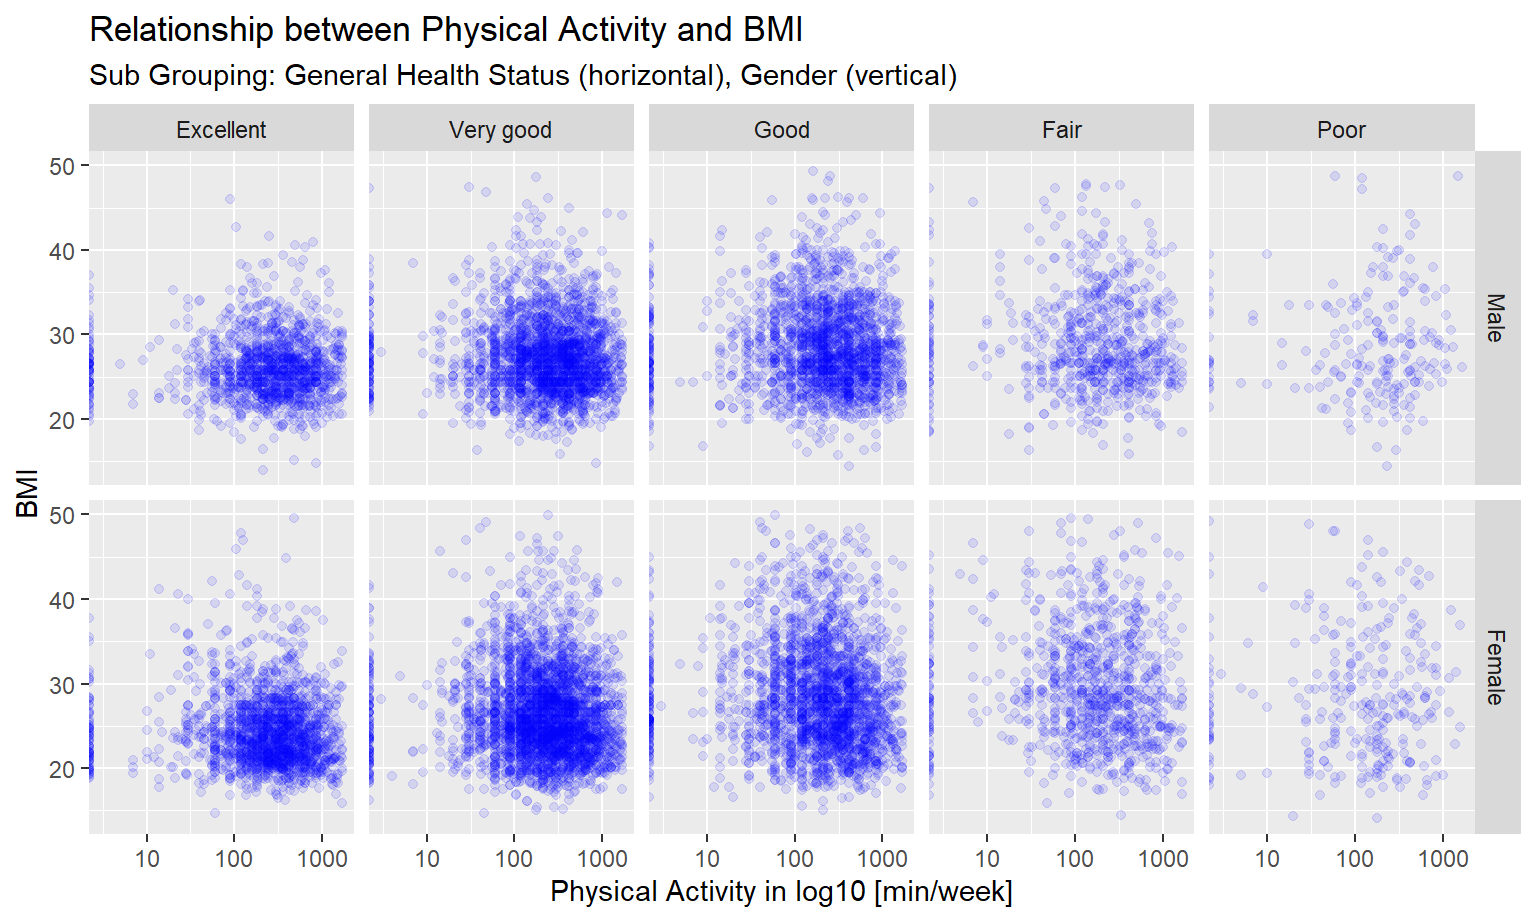 Relationship between Physical Activity and BMI
Sub Grouping: General Health Status (horizontal), Gender (vertical)
Excellent Very good Good Fair Poor
50
40
30
20
Male
BMI
50
40
30
20
Female
10 100 1000 10 100 1000 10 100 1000 10 100 1000 10 100 1000
Physical Activity in log10 [min/week]